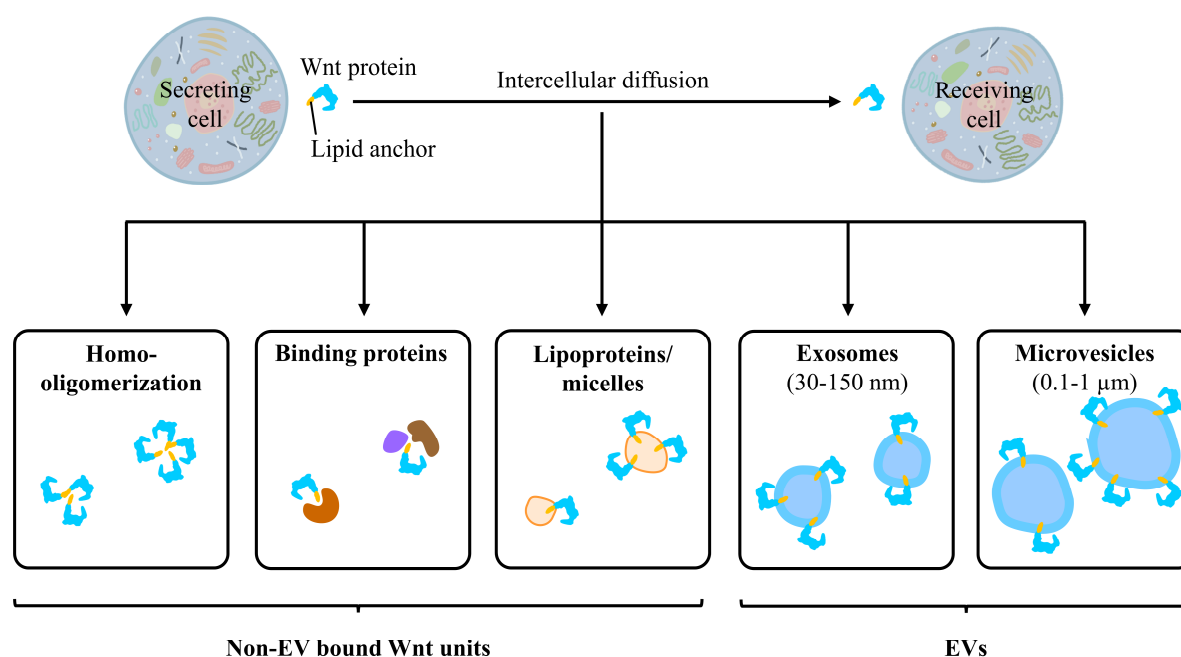 Wnt protein
Intercellular diffusion
Secreting
cell
Receiving
cell
Lipid anchor
Homo-
oligomerization
Binding proteins
Lipoproteins/
micelles
Exosomes
(30-150 nm)
Microvesicles
(0.1-1 µm)
Non-EV bound Wnt units
EVs